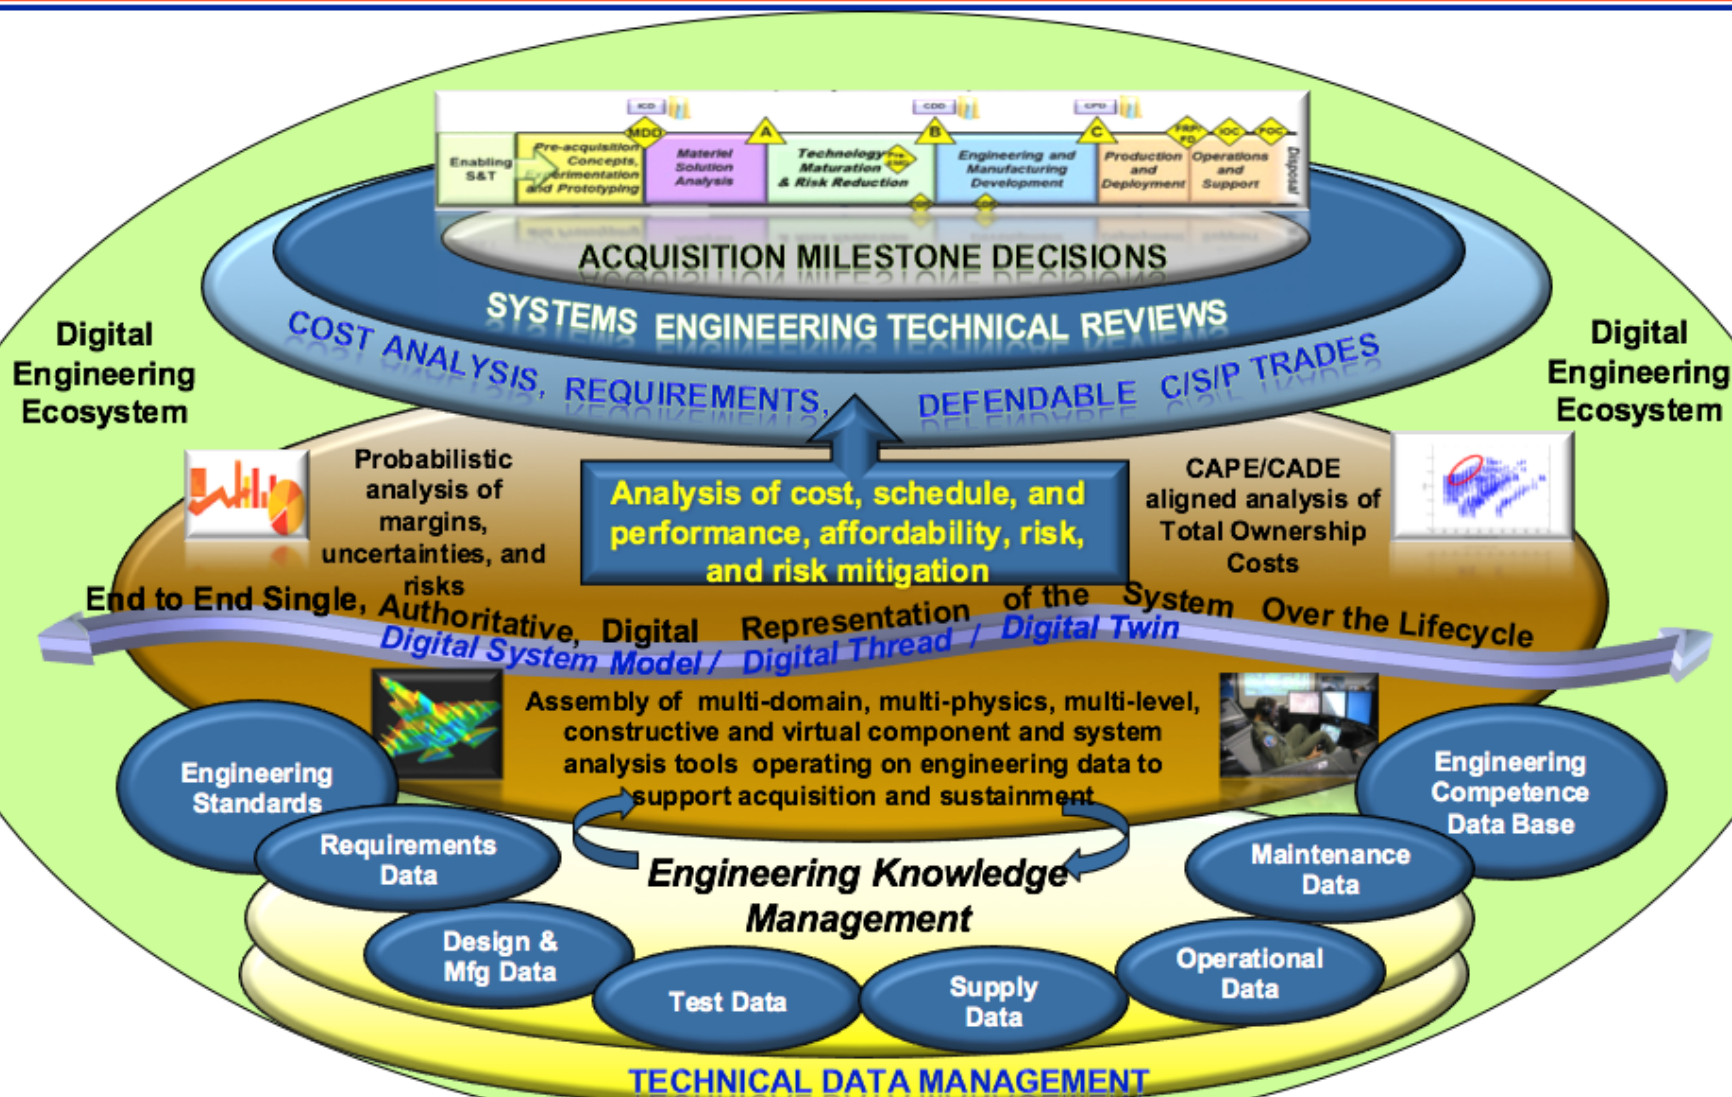 ICD
CDD
CPD
MDD
A
B
C
FRP/
FD
IOC
FOC
Enabling
S&T
Pre-acquisition
Concepts,
Experimentation
and Prototyping
Materiel
Solution
Analysis
Technology
Maturation
& Risk Reduction
Pre-
EMD
Engineering and
Manufacturing
Development
Production
and
Deployment
Operations
and
Support
Disposal
ACQUISITION MILESTONE DECISIONS
SYSTEMS ENGINEERING TECHNICAL REVIEWS
COST ANALYSIS, REQUIREMENTS, DEFENDABLE C/S/P TRADES
Digital
Engineering
Ecosystem
Digital
Engineering
Ecosystem
Probabilistic
analysis of
margins,
uncertainties, and
risks
Analysis of cost, schedule, and
performance, affordability, risk,
and risk mitigation
CAPE/CADE
aligned analysis of
Total Ownership
Costs
End to End Single, Authoritative, Digital Representation of the System Over the Lifecycle
Digital System Model / Digital Thread / Digital Twin
Assembly of multi-domain, multi-physics, multi-level,
constructive and virtual component and system
analysis tools operating on engineering data to
support acquisition and sustainment
Engineering
Standards
Requirements
Data
Design &
Mfg Data
Test Data
Supply
Data
Operational
Data
Maintenance
Data
Engineering
Competence
Data Base
Engineering Knowledge
Management
TECHNICAL DATA MANAGEMENT